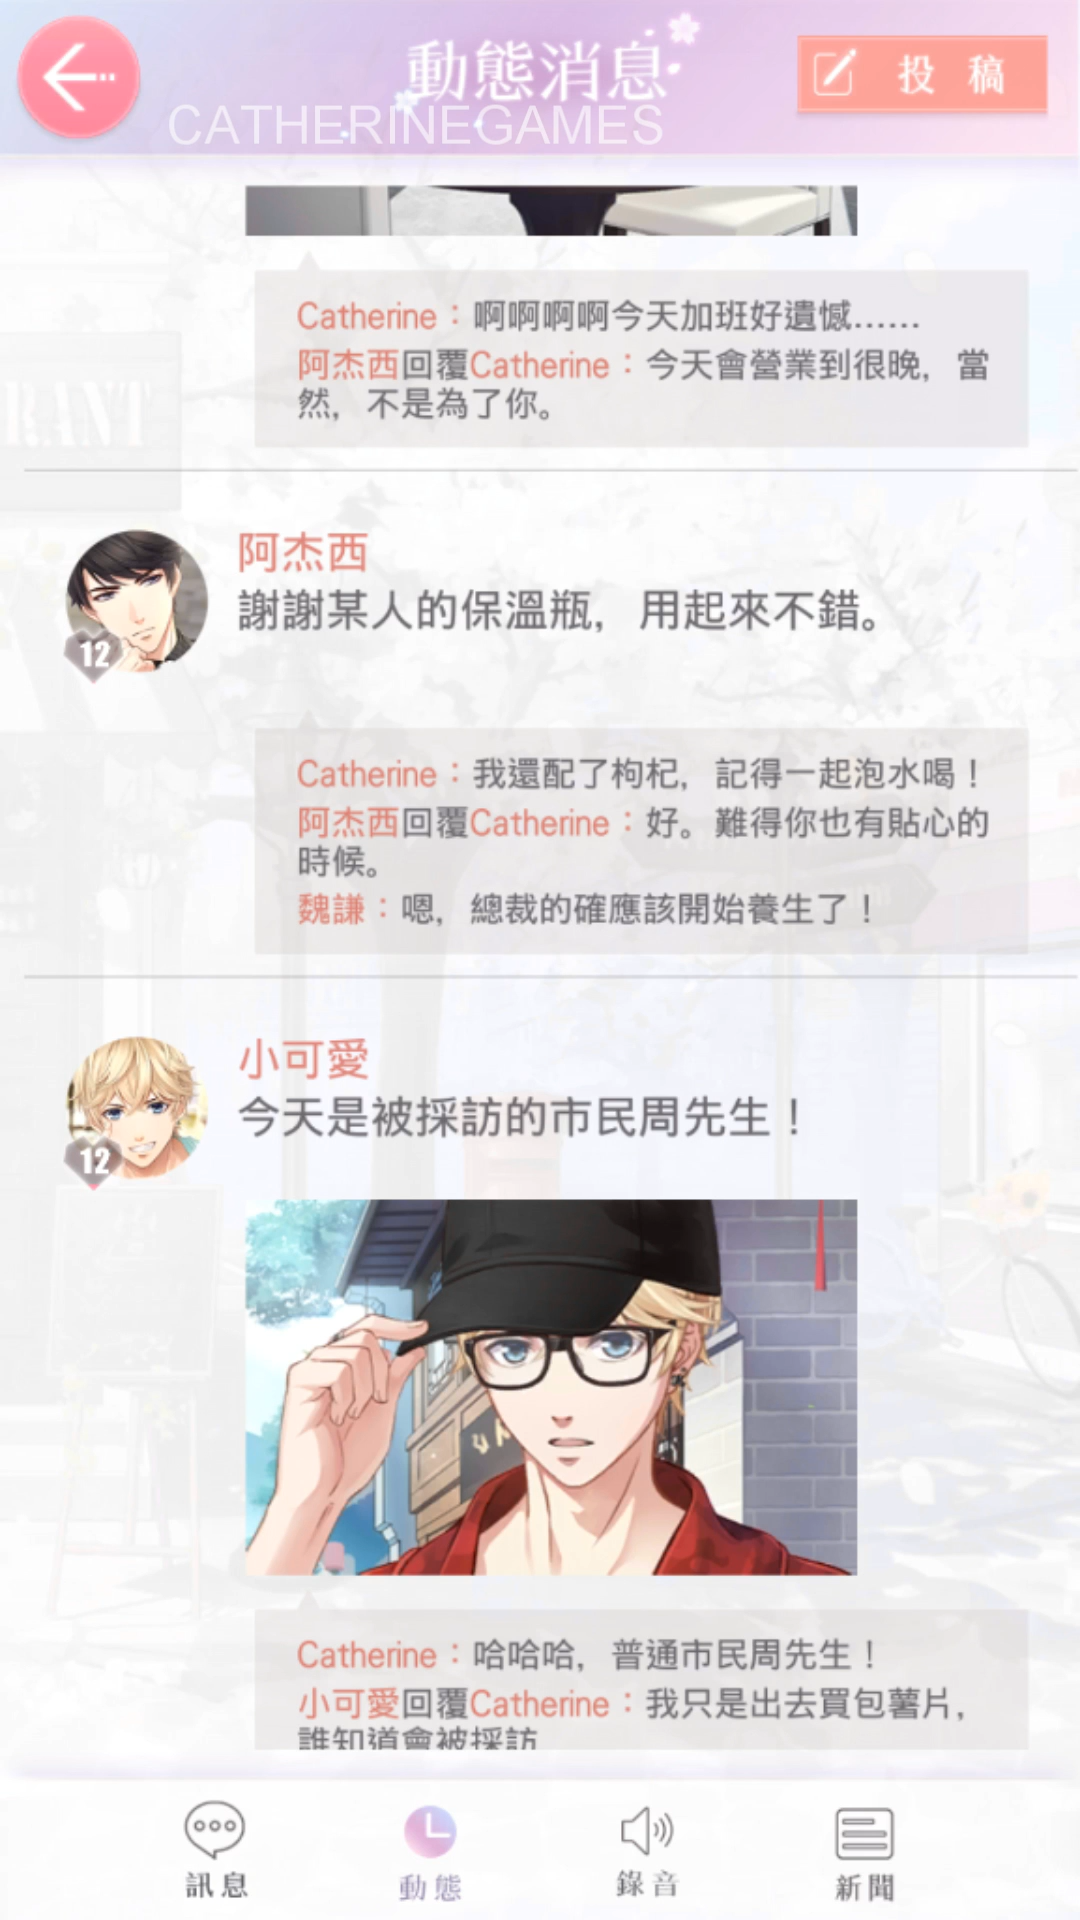 動態消息
投稿
CATHERINEGAMES
Catherine：啊啊啊啊今天加班好遺憾……
阿杰西回覆Catherine：今天會營業到很晚，當
然，不是為了你。
RANT
阿杰西
謝謝某人的保溫瓶，用起來不錯。
12
Catherine：我還配了枸杞，記得一起泡水喝！
阿杰西回覆Catherine：好。難得你也有貼心的
時候。
魏謙：嗯，總裁的確應該開始養生了！
小可愛
今天是被採訪的市民周先生！
12
Catherine：哈哈哈，普通市民周先生！
小可愛回覆Catherine：我只是出去買包薯片，
誰知道會被採訪
訊息
動態
錄音
新聞